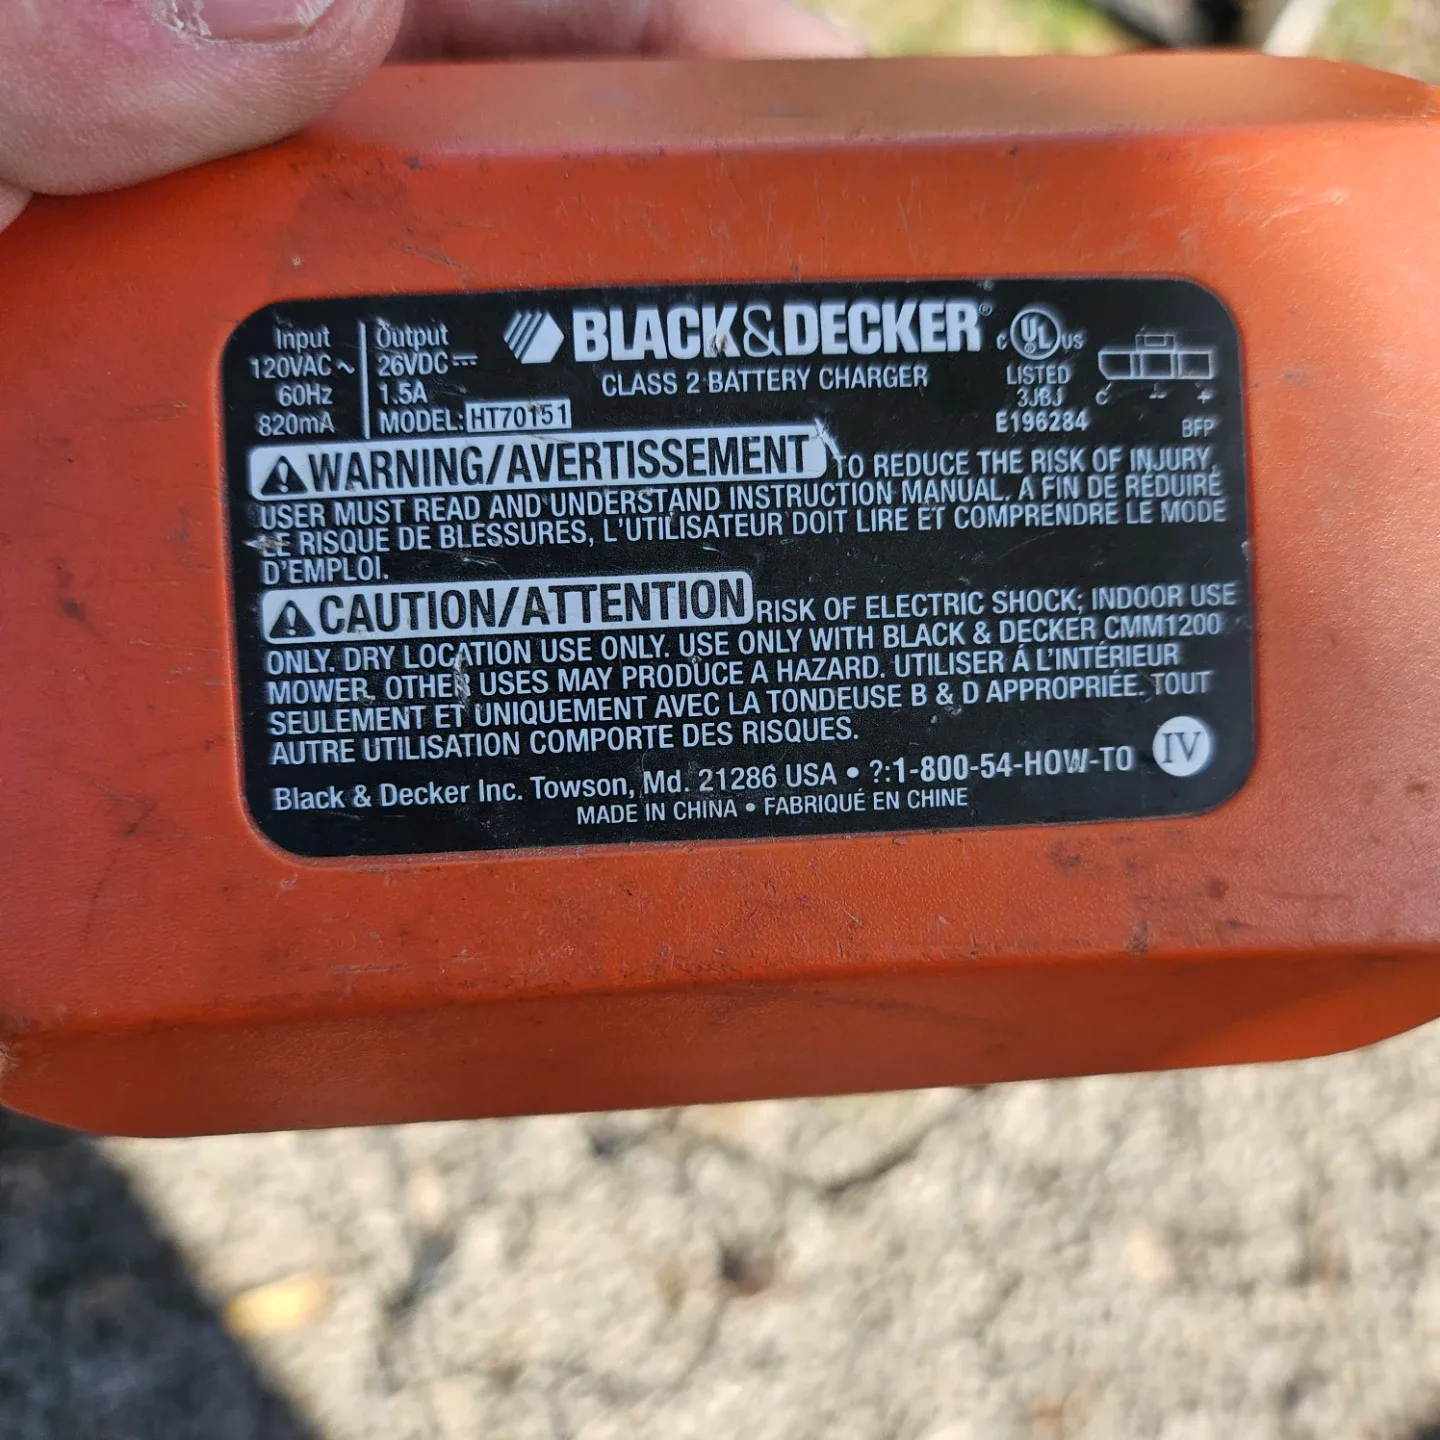 Input
120VAC ~
60Hz
820mA
Output
26VDC
1.5A
MODEL: HT70151
BLACK&DECKER®
CLASS 2 BATTERY CHARGER
C UL US
®
LISTED
3JBJ
E196284
C -- +
BFP
WARNING/AVERTISSEMENT TO REDUCE THE RISK OF INJURY,
USER MUST READ AND UNDERSTAND INSTRUCTION MANUAL. A FIN DE RÉDUIRE
LE RISQUE DE BLESSURES, L'UTILISATEUR DOIT LIRE ET COMPRENDRE LE MODE
D'EMPLOI.
CAUTION/ATTENTION RISK OF ELECTRIC SHOCK; INDOOR USE
ONLY. DRY LOCATION USE ONLY. USE ONLY WITH BLACK & DECKER CMM1200
MOWER. OTHER USES MAY PRODUCE A HAZARD. UTILISER Á L'INTÉRIEUR
SEULEMENT ET UNIQUEMENT AVEC LA TONDEUSE B & D APPROPRIÉE. TOUT
AUTRE UTILISATION COMPORTE DES RISQUES.
Black & Decker Inc. Towson, Md. 21286 USA • ?:1-800-54-HOW-TO
IV
MADE IN CHINA • FABRIQUÉ EN CHINE